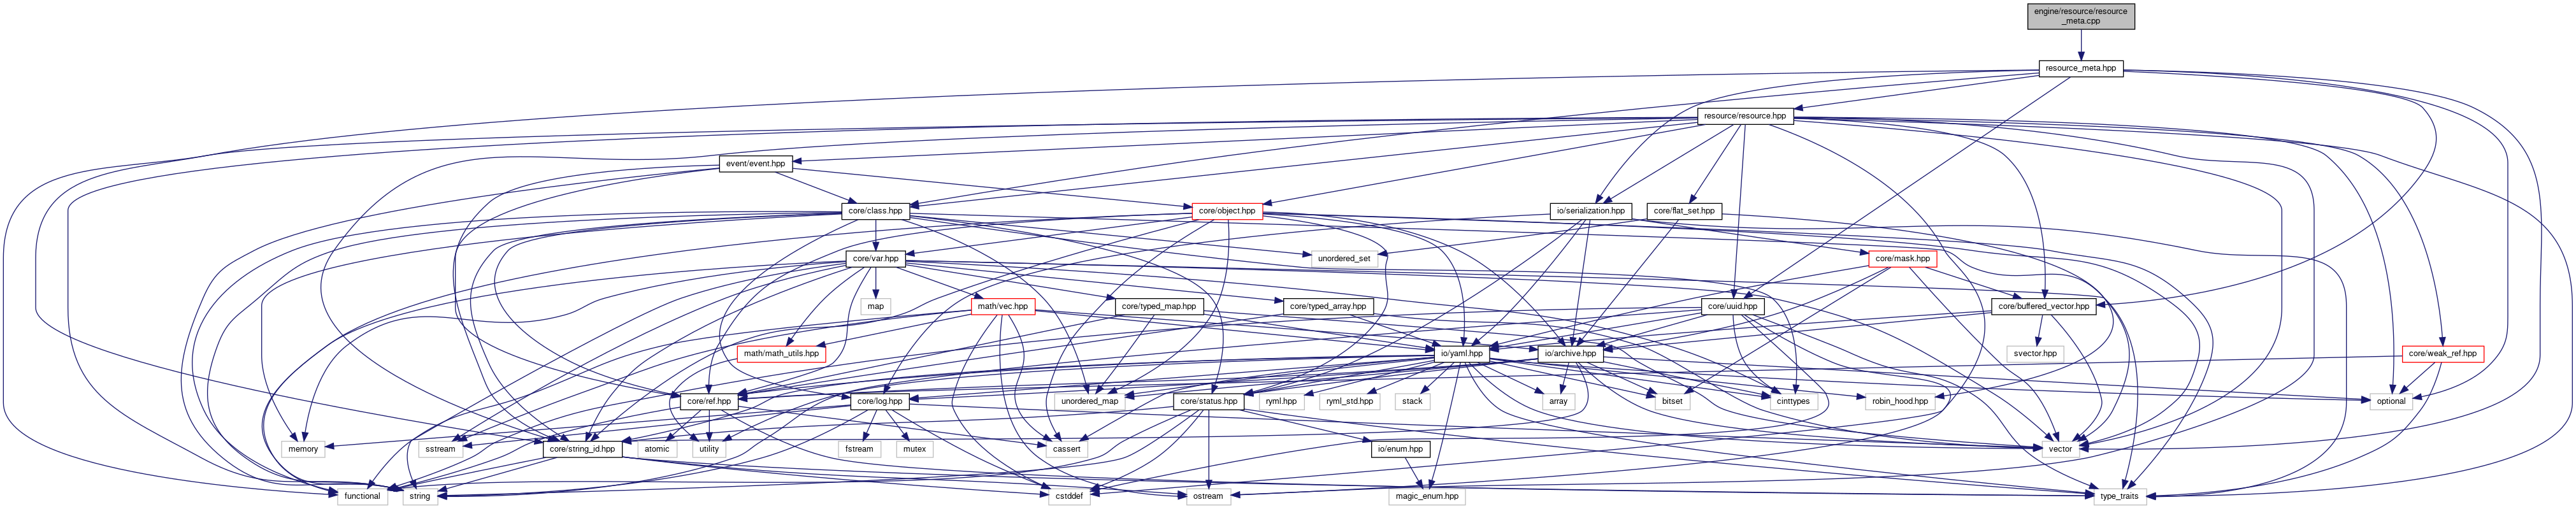 engine/resource/resource
_meta.cpp
resource_meta.hpp
resource/resource.hpp
event/event.hpp
core/class.hpp
core/object.hpp
io/serialization.hpp
core/flat_set.hpp
core/var.hpp
unordered_set
core/mask.hpp
map
math/vec.hpp
core/typed_map.hpp
core/typed_array.hpp
core/uuid.hpp
core/buffered_vector.hpp
math/math_utils.hpp
io/yaml.hpp
io/archive.hpp
svector.hpp
core/weak_ref.hpp
core/ref.hpp
core/log.hpp
unordered_map
core/status.hpp
ryml.hpp
ryml_std.hpp
stack
array
bitset
cinttypes
robin_hood.hpp
optional
memory
sstream
core/string_id.hpp
atomic
utility
fstream
mutex
cassert
io/enum.hpp
vector
functional
string
cstddef
ostream
magic_enum.hpp
type_traits